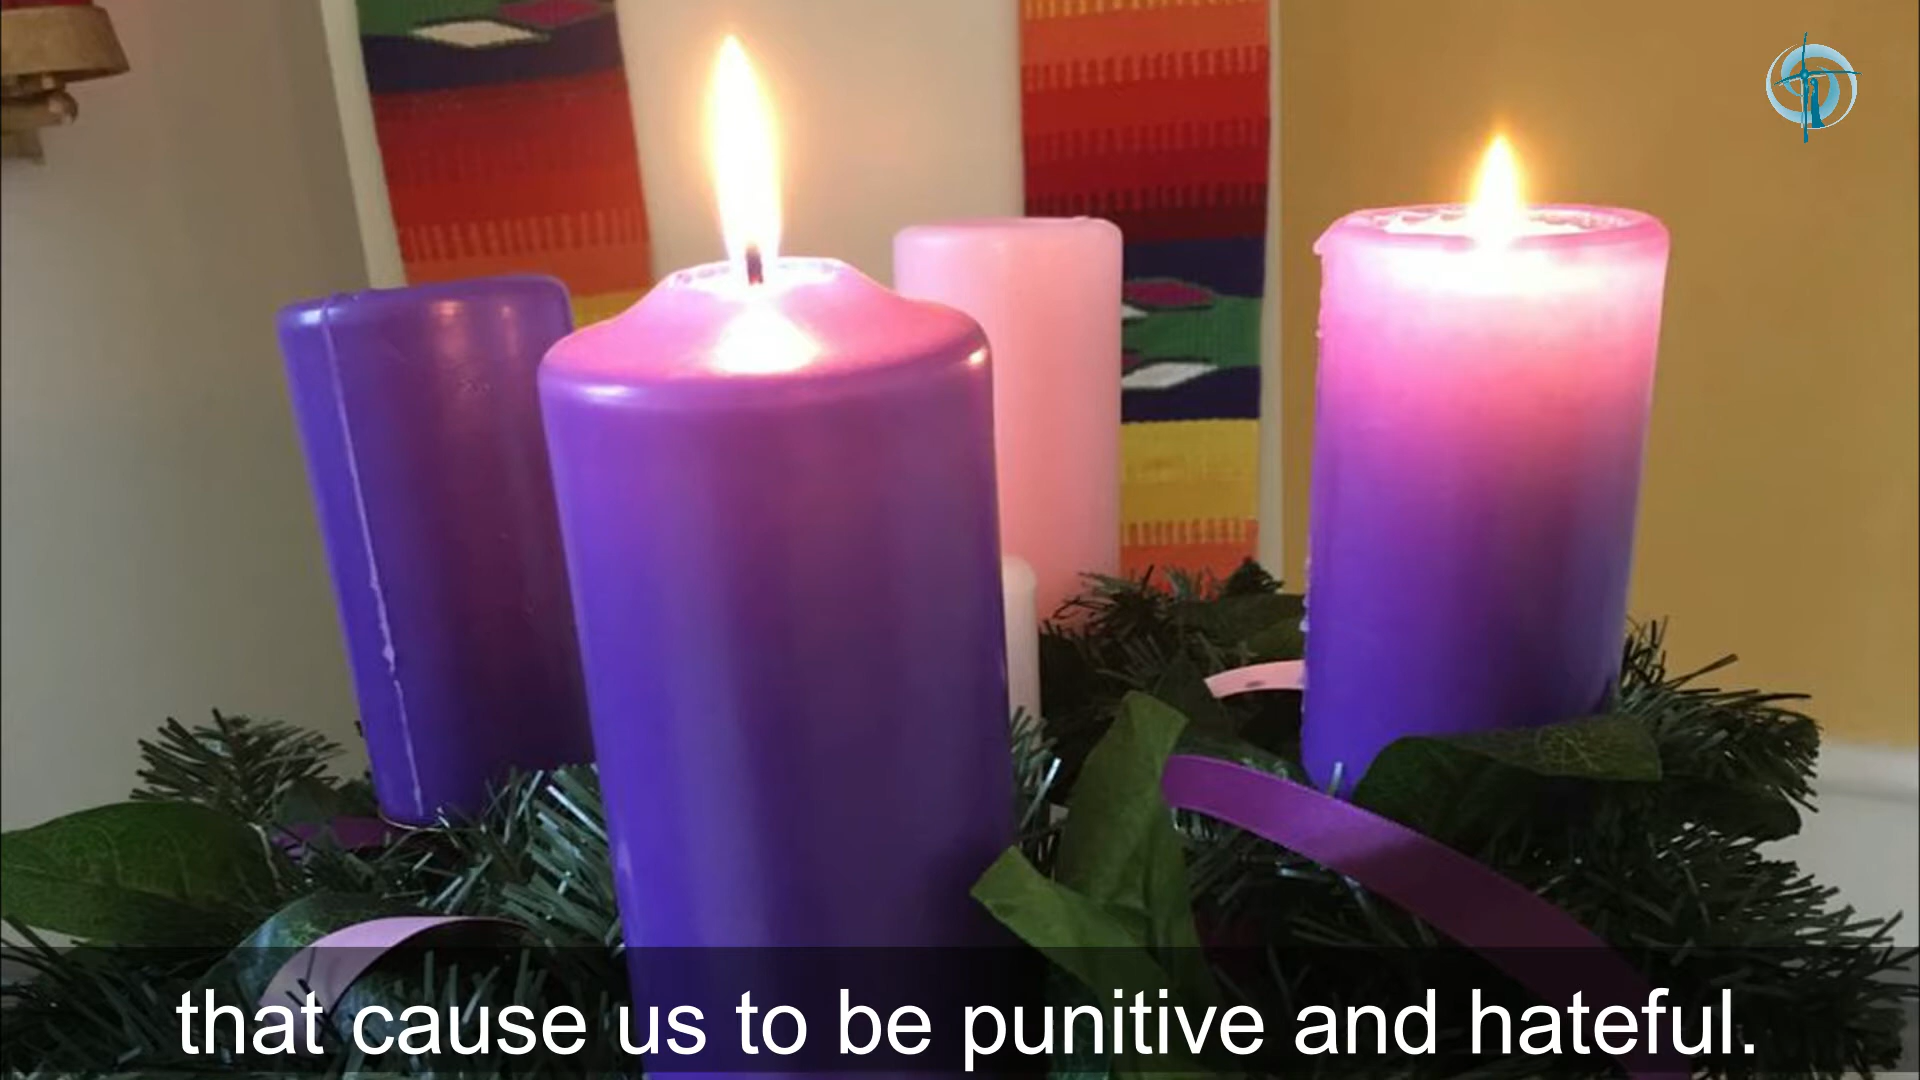 that cause us to be punitive and hateful.